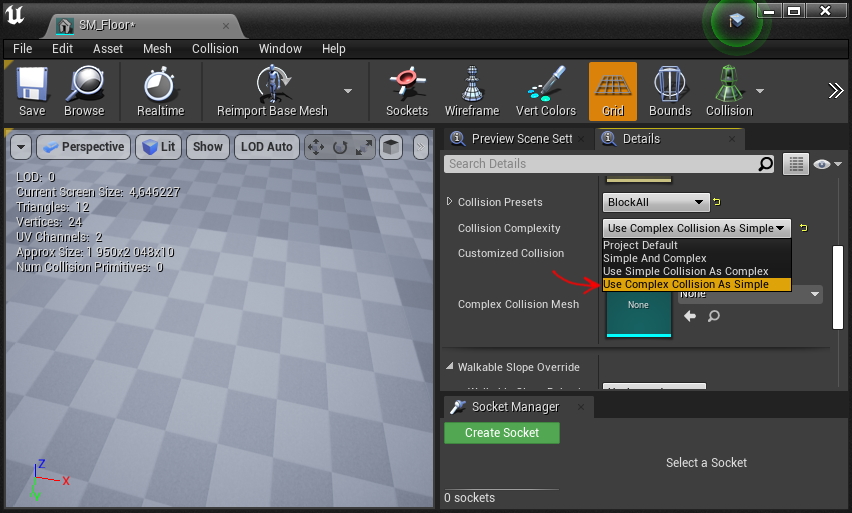 SM_Floor*
File Edit Asset Mesh Collision Window Help
Save Browse Realtime Reimport Base Mesh Sockets Wireframe Vert Colors Grid Bounds Collision
Perspective Lit Show LOD Auto
LOD: 0
Current Screen Size: 4,646227
Triangles: 12
Vertices: 24
UV Channels: 2
Approx Size: 1 950x2 048x10
Num Collision Primitives: 0
Z
X
Preview Scene Sett Details
Search Details
Collision Presets BlockAll
Collision Complexity Use Complex Collision As Simple
Project Default
Simple And Complex
Customized Collision
Use Simple Collision As Complex
Use Complex Collision As Simple
Complex Collision Mesh None None
Walkable Slope Override
Socket Manager
Create Socket
Select a Socket
0 sockets